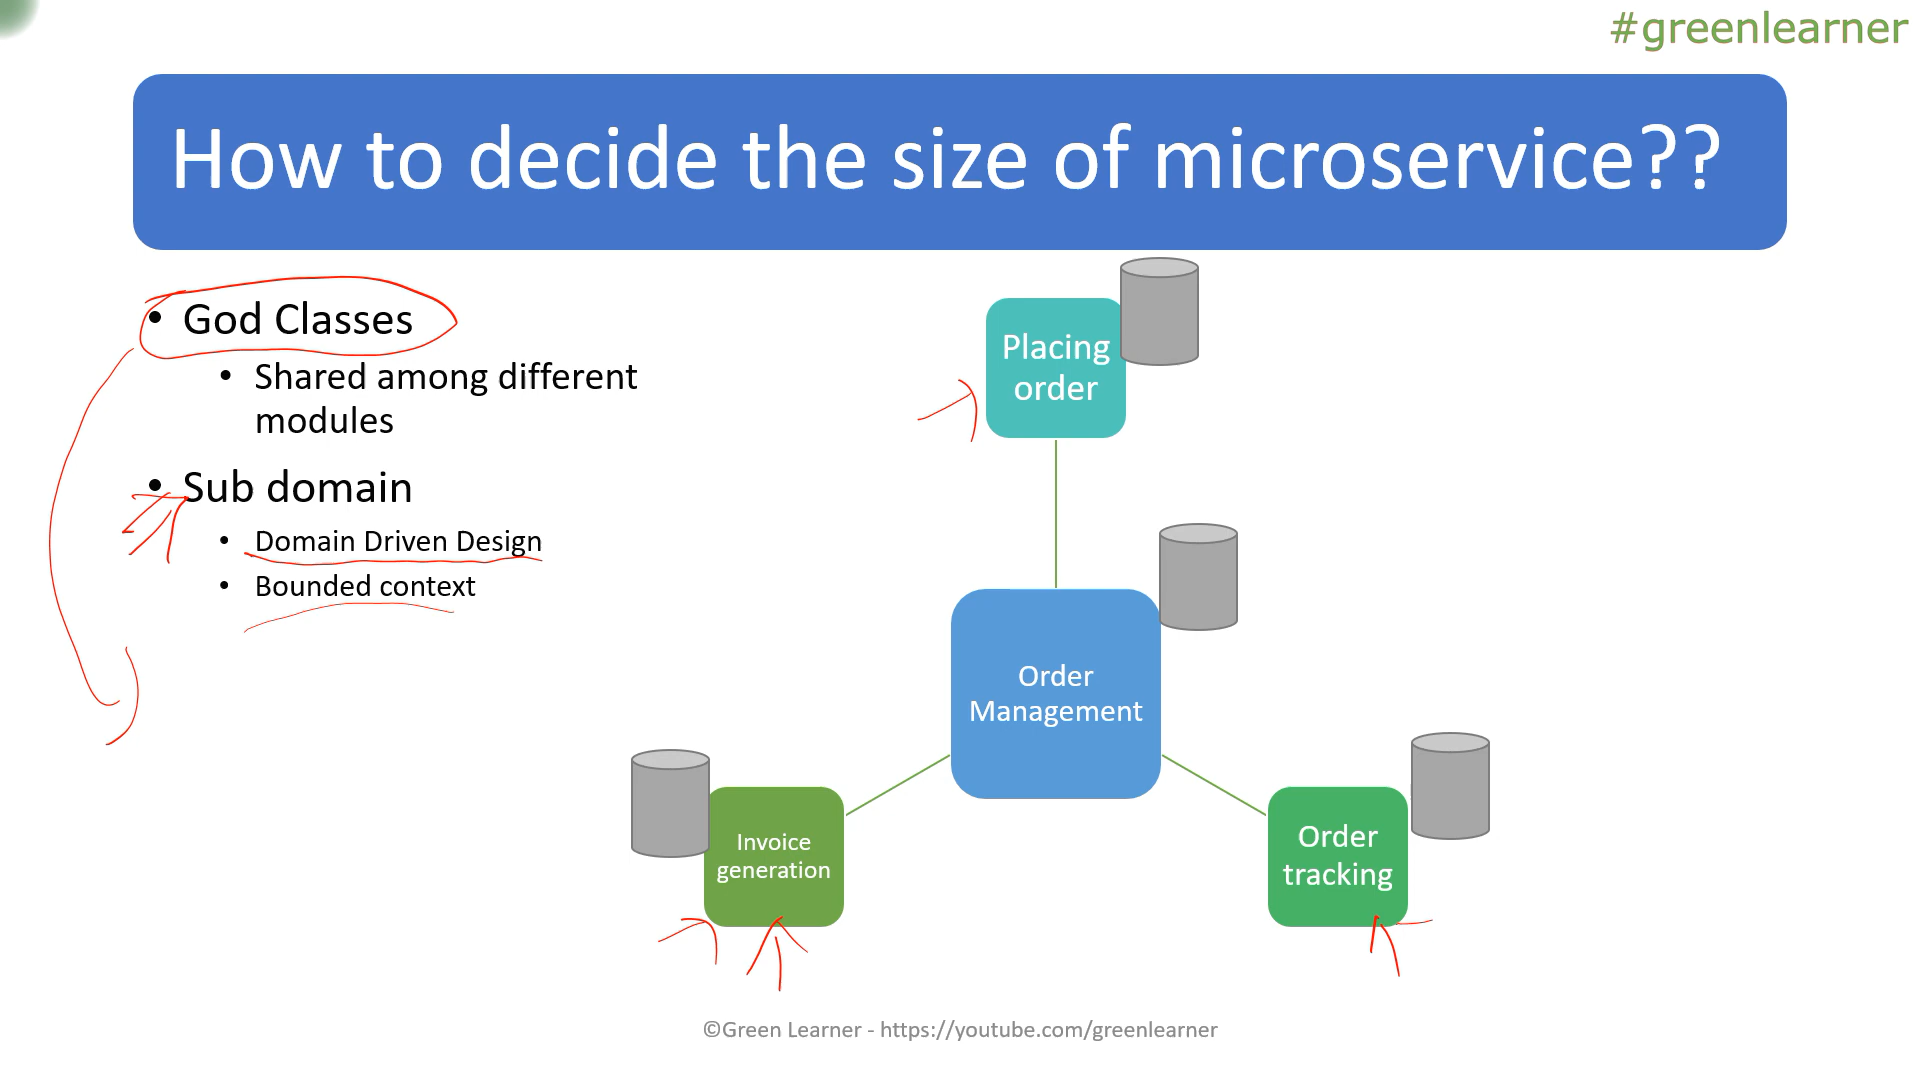 #greenlearner
How to decide the size of microservice??
• God Classes
• Shared among different
modules
• Sub domain
• Domain Driven Design
• Bounded context
Placing
order
Order
Management
Invoice
generation
Order
tracking
©Green Learner - https://youtube.com/greenlearner